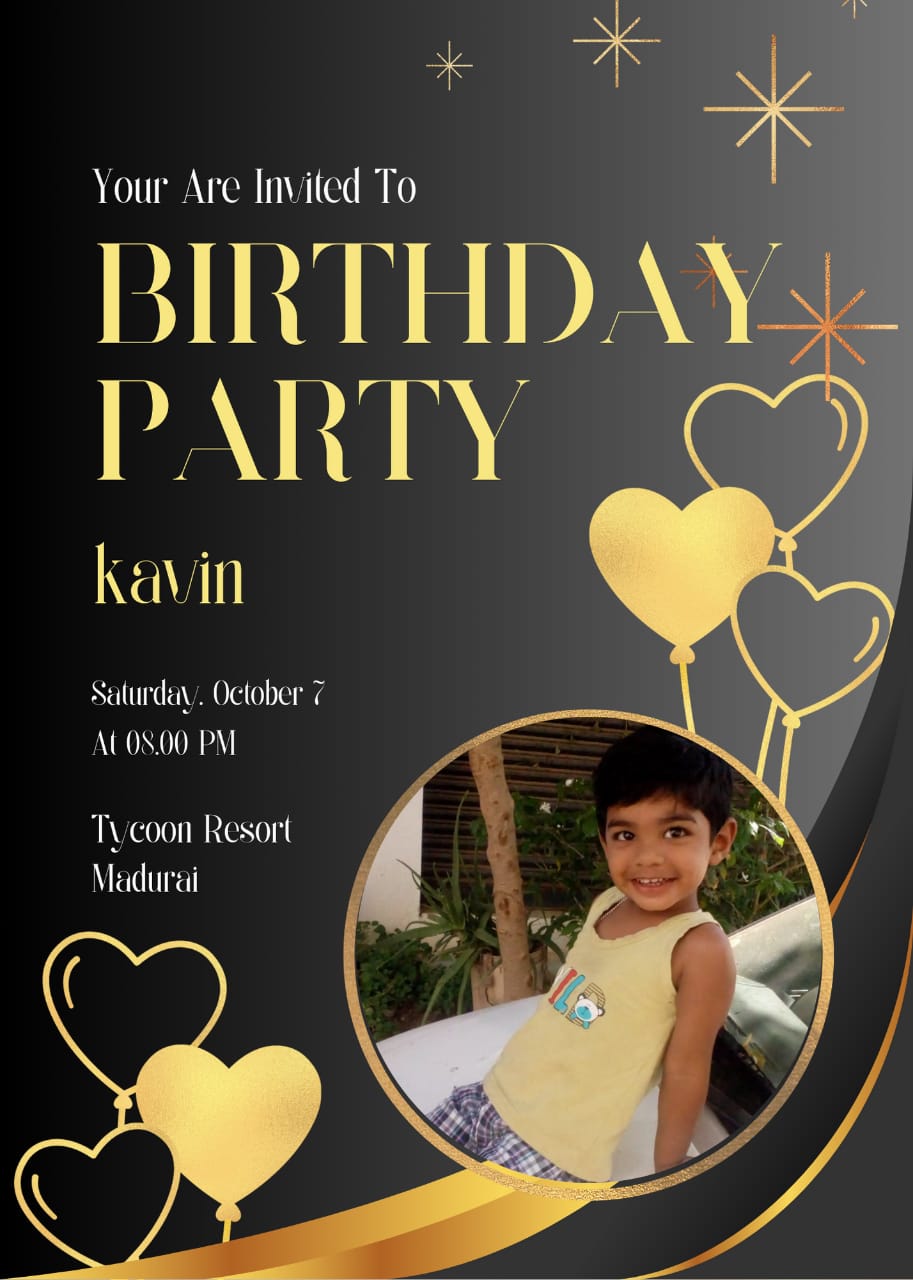 Your Are Invited To
BIRTHDAY
PARTY
kavin
Saturday, October 7
At 08.00 PM
Tycoon Resort
Madurai